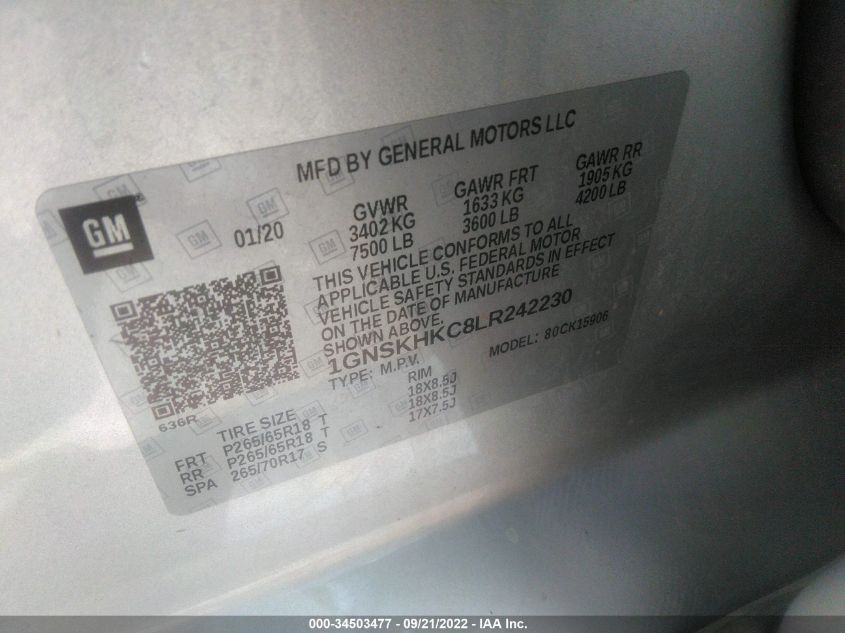 MFD BY GENERAL MOTORS LLC
GM
01/20
GVWR GAWR FRT GAWR RR
3402 KG 1633 KG 1905 KG
7500 LB 3600 LB 4200 LB
THIS VEHICLE CONFORMS TO ALL
APPLICABLE U.S. FEDERAL MOTOR
VEHICLE SAFETY STANDARDS IN EFFECT
ON THE DATE OF MANUFACTURE
SHOWN ABOVE.
1GNSKHKC8LR242230
TYPE: M.P.V. MODEL: 80CK15906
636R
TIRE SIZE RIM
FRT P265/65R18 T 18X8.5J
RR P265/65R18 T 18X8.5J
SPA 265/70R17 S 17X7.5J
000-34503477 - 09/21/2022 - IAA Inc.